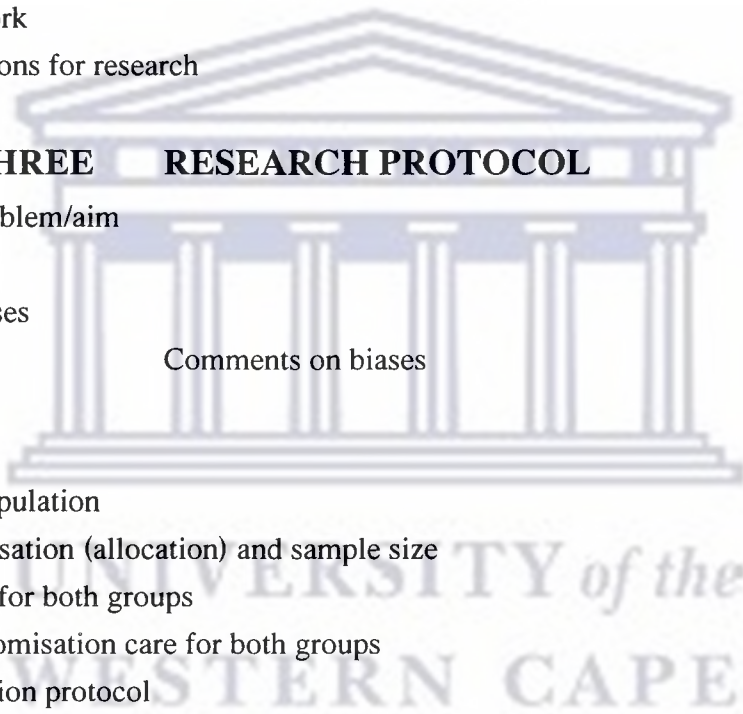 ork
ons for research
HREE RESEARCH PROTOCOL
blem/aim
ses
Comments on biases
pulation
sation (allocation) and sample size
for both groups
omisation care for both groups
ion protocol
UNIVERSITY of the
WESTERN CAPE